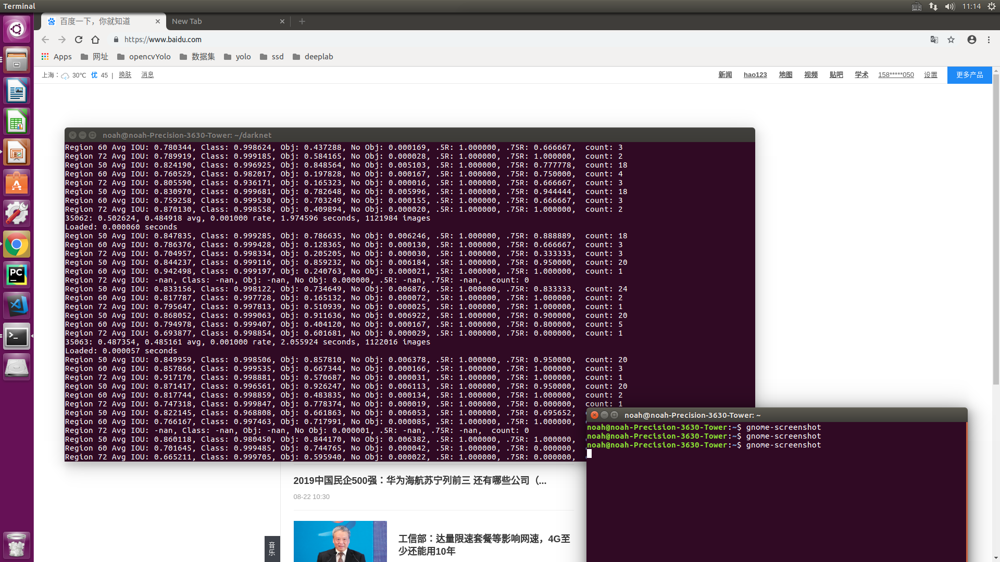 Terminal
11:14
百度一下，你就知道
New Tab
https://www.baidu.com
Apps 网址 opencvYolo 数据集 yolo ssd deeplab
上海： 30℃ 优 45 | 换肤 消息
新闻 hao123 地图 视频 贴吧 学术 158*****050 设置 更多产品
noah@noah-Precision-3630-Tower: ~/darknet
Region 60 Avg IOU: 0.780344, Class: 0.998624, Obj: 0.437288, No Obj: 0.000169, .5R: 1.000000, .75R: 0.666667,  count: 3
Region 72 Avg IOU: 0.789919, Class: 0.999185, Obj: 0.584165, No Obj: 0.000028, .5R: 1.000000, .75R: 1.000000,  count: 2
Region 50 Avg IOU: 0.824190, Class: 0.996925, Obj: 0.848564, No Obj: 0.005103, .5R: 1.000000, .75R: 0.777778,  count: 18
Region 60 Avg IOU: 0.760529, Class: 0.982017, Obj: 0.197828, No Obj: 0.000167, .5R: 1.000000, .75R: 0.750000,  count: 4
Region 72 Avg IOU: 0.805590, Class: 0.936171, Obj: 0.165323, No Obj: 0.000016, .5R: 1.000000, .75R: 0.666667,  count: 3
Region 50 Avg IOU: 0.830970, Class: 0.999681, Obj: 0.782648, No Obj: 0.005996, .5R: 1.000000, .75R: 0.944444,  count: 18
Region 60 Avg IOU: 0.759258, Class: 0.999530, Obj: 0.703249, No Obj: 0.000155, .5R: 1.000000, .75R: 0.666667,  count: 3
Region 72 Avg IOU: 0.870130, Class: 0.998558, Obj: 0.409894, No Obj: 0.000020, .5R: 1.000000, .75R: 1.000000,  count: 2
35062: 0.502624, 0.484918 avg, 0.001000 rate, 1.974596 seconds, 1121984 images
Loaded: 0.000060 seconds
Region 50 Avg IOU: 0.847835, Class: 0.999285, Obj: 0.786635, No Obj: 0.006246, .5R: 1.000000, .75R: 0.888889,  count: 18
Region 60 Avg IOU: 0.786376, Class: 0.999428, Obj: 0.128365, No Obj: 0.000130, .5R: 1.000000, .75R: 0.666667,  count: 3
Region 72 Avg IOU: 0.704957, Class: 0.998334, Obj: 0.205205, No Obj: 0.000030, .5R: 1.000000, .75R: 0.333333,  count: 3
Region 50 Avg IOU: 0.844237, Class: 0.999116, Obj: 0.859232, No Obj: 0.006184, .5R: 1.000000, .75R: 0.950000,  count: 20
Region 60 Avg IOU: 0.942498, Class: 0.999197, Obj: 0.240763, No Obj: 0.000021, .5R: 1.000000, .75R: 1.000000,  count: 1
Region 72 Avg IOU: -nan, Class: -nan, Obj: -nan, No Obj: 0.000000, .5R: -nan, .75R: -nan,  count: 0
Region 50 Avg IOU: 0.833156, Class: 0.998122, Obj: 0.734649, No Obj: 0.006876, .5R: 1.000000, .75R: 0.833333,  count: 24
Region 60 Avg IOU: 0.817787, Class: 0.997728, Obj: 0.165132, No Obj: 0.000072, .5R: 1.000000, .75R: 1.000000,  count: 2
Region 72 Avg IOU: 0.795647, Class: 0.997813, Obj: 0.510939, No Obj: 0.000025, .5R: 1.000000, .75R: 1.000000,  count: 1
Region 50 Avg IOU: 0.868052, Class: 0.999063, Obj: 0.911636, No Obj: 0.006922, .5R: 1.000000, .75R: 0.900000,  count: 20
Region 60 Avg IOU: 0.794978, Class: 0.999407, Obj: 0.404120, No Obj: 0.000167, .5R: 1.000000, .75R: 0.800000,  count: 5
Region 72 Avg IOU: 0.693877, Class: 0.998854, Obj: 0.601681, No Obj: 0.000029, .5R: 1.000000, .75R: 0.000000,  count: 1
35063: 0.487354, 0.485161 avg, 0.001000 rate, 2.055924 seconds, 1122016 images
Loaded: 0.000057 seconds
Region 50 Avg IOU: 0.849959, Class: 0.998506, Obj: 0.857810, No Obj: 0.006378, .5R: 1.000000, .75R: 0.950000,  count: 20
Region 60 Avg IOU: 0.857866, Class: 0.999535, Obj: 0.667344, No Obj: 0.000166, .5R: 1.000000, .75R: 1.000000,  count: 3
Region 72 Avg IOU: 0.917170, Class: 0.998881, Obj: 0.570687, No Obj: 0.000031, .5R: 1.000000, .75R: 1.000000,  count: 1
Region 50 Avg IOU: 0.871417, Class: 0.996561, Obj: 0.926247, No Obj: 0.006113, .5R: 1.000000, .75R: 0.950000,  count: 20
Region 60 Avg IOU: 0.817744, Class: 0.998859, Obj: 0.483835, No Obj: 0.000134, .5R: 1.000000, .75R: 1.000000,  count: 2
Region 72 Avg IOU: 0.747318, Class: 0.999847, Obj: 0.778374, No Obj: 0.000019, .5R: 1.000000, .75R: 0.000000,  count: 1
Region 50 Avg IOU: 0.822145, Class: 0.968808, Obj: 0.661863, No Obj: 0.006053, .5R: 1.000000, .75R: 0.695652,
Region 60 Avg IOU: 0.766167, Class: 0.997463, Obj: 0.717991, No Obj: 0.000085, .5R: 1.000000, .75R: 1.000000,
Region 72 Avg IOU: -nan, Class: -nan, Obj: -nan, No Obj: 0.000001, .5R: -nan, .75R: -nan,  count: 0
Region 50 Avg IOU: 0.860118, Class: 0.980450, Obj: 0.844170, No Obj: 0.006382, .5R: 1.000000, .75R: 1.000000,
Region 60 Avg IOU: 0.701645, Class: 0.999485, Obj: 0.744765, No Obj: 0.000042, .5R: 1.000000, .75R: 0.000000,
Region 72 Avg IOU: 0.665211, Class: 0.999705, Obj: 0.595940, No Obj: 0.000022, .5R: 1.000000, .75R: 0.000000,
noah@noah-Precision-3630-Tower: ~
noah@noah-Precision-3630-Tower:~$ gnome-screenshot
noah@noah-Precision-3630-Tower:~$ gnome-screenshot
noah@noah-Precision-3630-Tower:~$ gnome-screenshot
2019中国民企500强：华为海航苏宁列前三 还有哪些公司（...
08-22 10:30
工信部：达量限速套餐等影响网速，4G至
少还能用10年
音
乐
PC